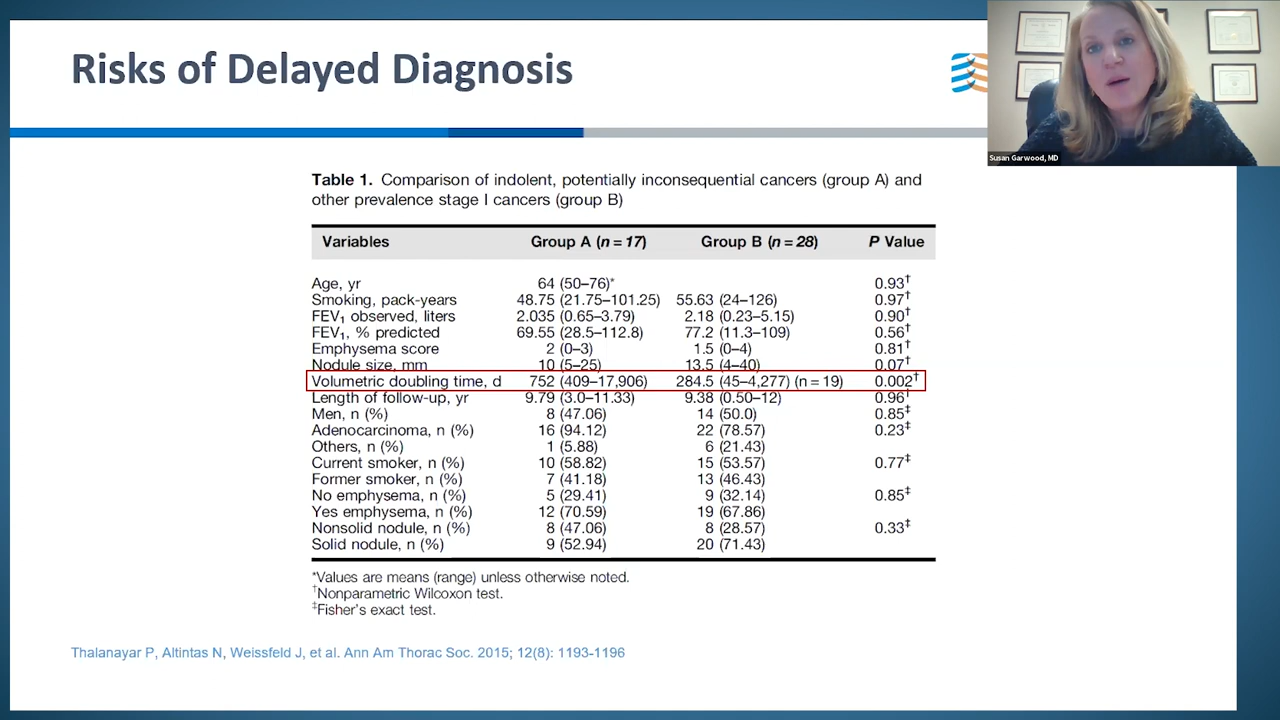 Risks of Delayed Diagnosis
Susan Garwood, MD
Table 1. Comparison of indolent, potentially inconsequential cancers (group A) and
other prevalence stage I cancers (group B)
Variables Group A (n = 17) Group B (n = 28) P Value
Age, yr 64 (50–76)* 0.93†
Smoking, pack-years 48.75 (21.75–101.25) 55.63 (24–126) 0.97†
FEV₁ observed, liters 2.035 (0.65–3.79) 2.18 (0.23–5.15) 0.90†
FEV₁, % predicted 69.55 (28.5–112.8) 77.2 (11.3–109) 0.56†
Emphysema score 2 (0–3) 1.5 (0–4) 0.81†
Nodule size, mm 10 (5–25) 13.5 (4–40) 0.07†
Volumetric doubling time, d 752 (409–17,906) 284.5 (45–4,277) (n = 19) 0.002†
Length of follow-up, yr 9.79 (3.0–11.33) 9.38 (0.50–12) 0.96†
Men, n (%) 8 (47.06) 14 (50.0) 0.85‡
Adenocarcinoma, n (%) 16 (94.12) 22 (78.57) 0.23‡
Others, n (%) 1 (5.88) 6 (21.43)
Current smoker, n (%) 10 (58.82) 15 (53.57) 0.77‡
Former smoker, n (%) 7 (41.18) 13 (46.43)
No emphysema, n (%) 5 (29.41) 9 (32.14) 0.85‡
Yes emphysema, n (%) 12 (70.59) 19 (67.86)
Nonsolid nodule, n (%) 8 (47.06) 8 (28.57) 0.33‡
Solid nodule, n (%) 9 (52.94) 20 (71.43)
*Values are means (range) unless otherwise noted.
†Nonparametric Wilcoxon test.
‡Fisher's exact test.
Thalanayar P, Altintas N, Weissfeld J, et al. Ann Am Thorac Soc. 2015; 12(8): 1193-1196